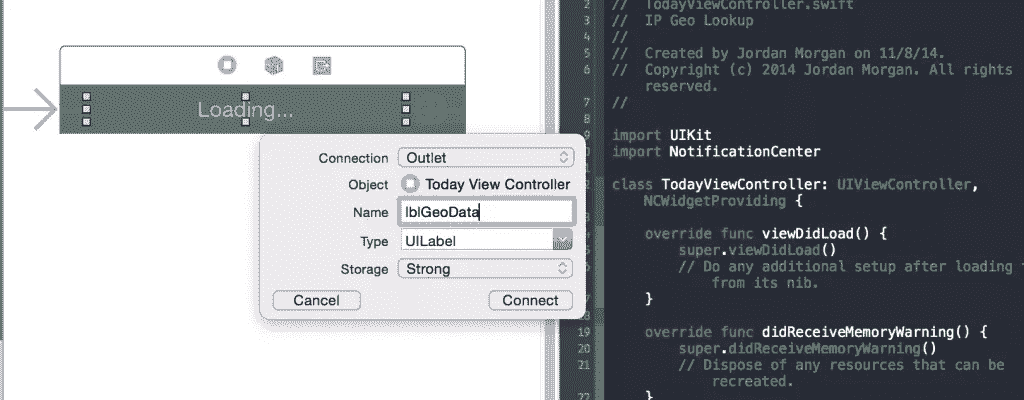 Loading...
Connection Outlet
Object Today View Controller
Name lblGeoData
Type UILabel
Storage Strong
Cancel Connect
2 // TodayViewController.swift
3 // IP Geo Lookup
4 //
5 // Created by Jordan Morgan on 11/8/14.
6 // Copyright (c) 2014 Jordan Morgan. All rights
reserved.
7 //
8
9 import UIKit
import NotificationCenter
class TodayViewController: UIViewController,
NCWidgetProviding {
override func viewDidLoad() {
super.viewDidLoad()
// Do any additional setup after loading
from its nib.
}
18
19 override func didReceiveMemoryWarning() {
20 super.didReceiveMemoryWarning()
21 // Dispose of any resources that can be
recreated.
22 }